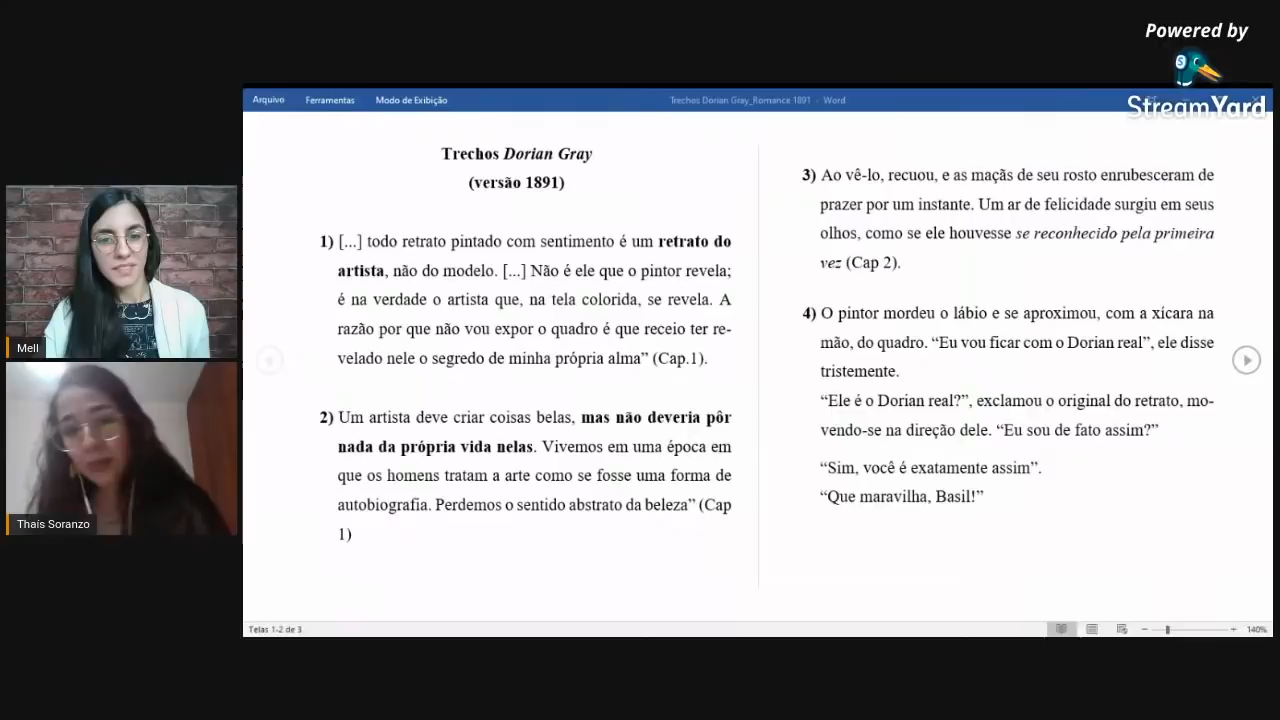 Powered by
StreamYard
Arquivo Ferramentas Modo de Exibição Trechos Dorian Gray_Romance 1891 - Word
Trechos Dorian Gray
(versão 1891)
1) [...] todo retrato pintado com sentimento é um retrato do
artista, não do modelo. [...] Não é ele que o pintor revela;
é na verdade o artista que, na tela colorida, se revela. A
razão por que não vou expor o quadro é que receio ter re-
velado nele o segredo de minha própria alma” (Cap.1).
2) Um artista deve criar coisas belas, mas não deveria pôr
nada da própria vida nelas. Vivemos em uma época em
que os homens tratam a arte como se fosse uma forma de
autobiografia. Perdemos o sentido abstrato da beleza” (Cap
1)
3) Ao vê-lo, recuou, e as maçãs de seu rosto enrubesceram de
prazer por um instante. Um ar de felicidade surgiu em seus
olhos, como se ele houvesse se reconhecido pela primeira
vez (Cap 2).
4) O pintor mordeu o lábio e se aproximou, com a xícara na
mão, do quadro. “Eu vou ficar com o Dorian real”, ele disse
tristemente.
“Ele é o Dorian real?”, exclamou o original do retrato, mo-
vendo-se na direção dele. “Eu sou de fato assim?”
“Sim, você é exatamente assim”.
“Que maravilha, Basil!”
Mell
Thaís Soranzo
Telas 1-2 de 3
140%